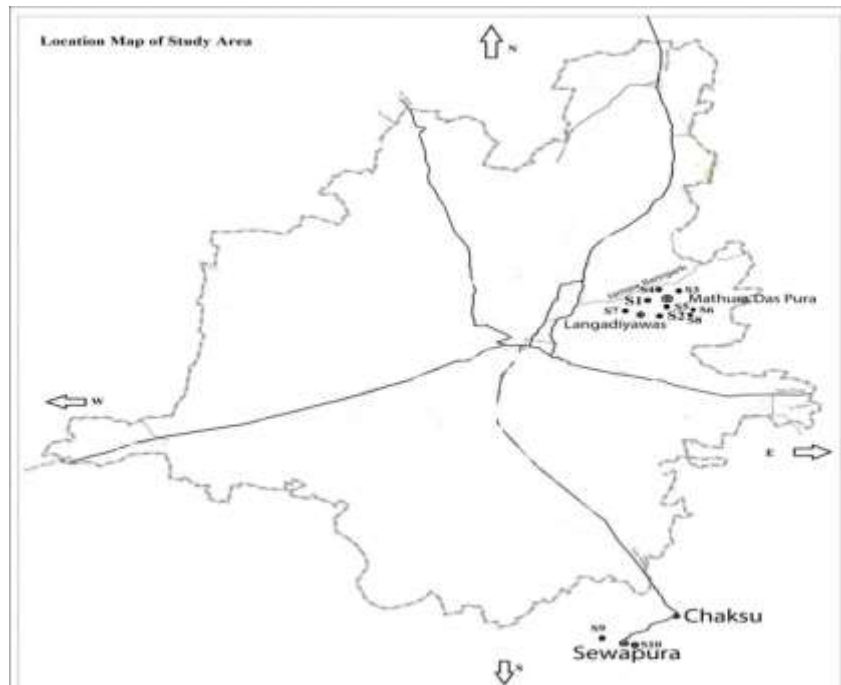 Location Map of Study Area
N
S4
S3
S1
Mathura Das Pura
S5
S7
S6
S2
S8
Langadiyawas
W
E
Chaksu
S9
S10
Sewapura
S